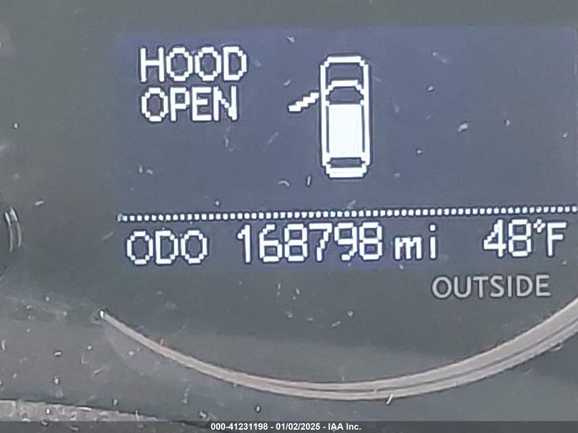 HOOD
OPEN
ODO 168798 mi 48°F
OUTSIDE
000-41231198 - 01/02/2025 - IAA Inc.